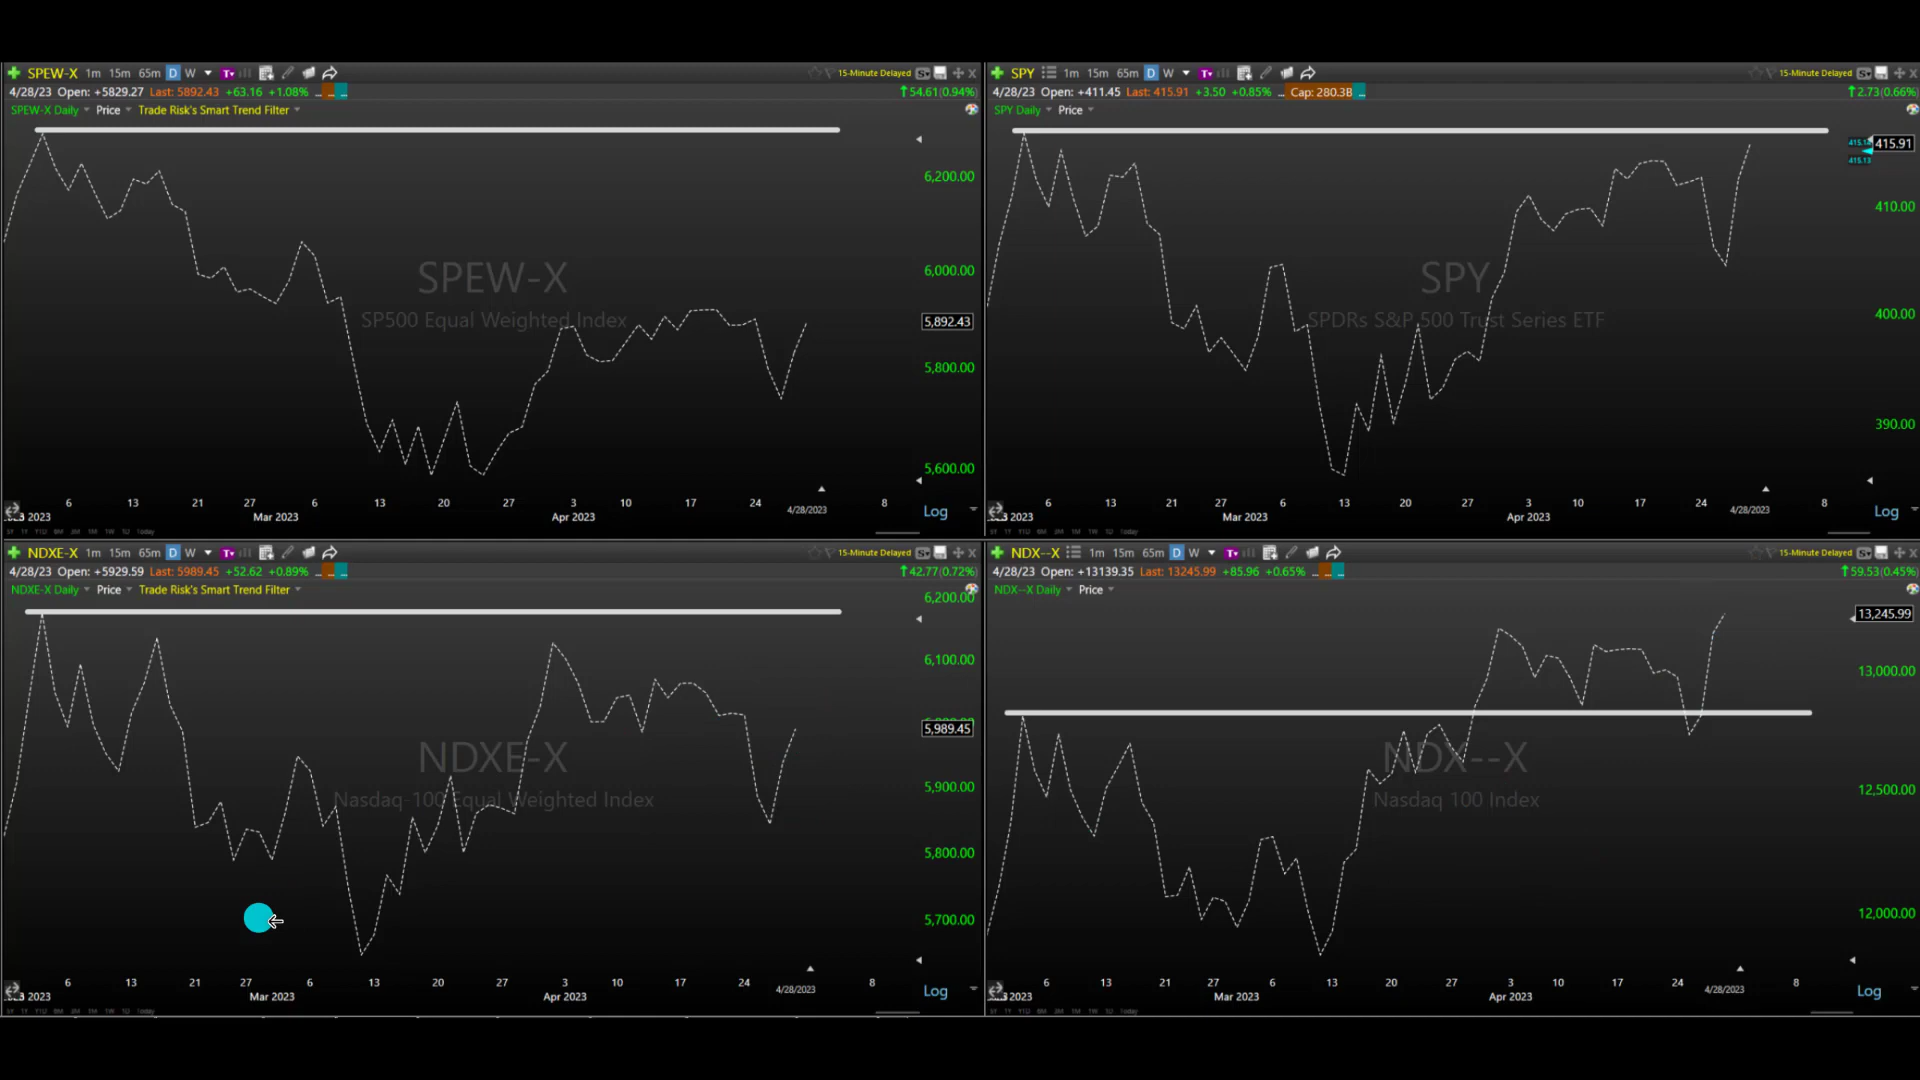 SPEW-X 1m 15m 65m D W 15-Minute Delayed
4/28/23 Open: +5829.27 Last: 5892.43 +63.16 +1.08% ... 54.61(0.94%)
SPEW-X Daily Price Trade Risk's Smart Trend Filter
6,200.00
6,000.00
5,892.43
5,800.00
5,600.00
SPEW-X
SP500 Equal Weighted Index
6 13 21 27 6 13 20 27 3 10 17 24 8
2023 Mar 2023 Apr 2023 4/28/2023
Log
SPY 1m 15m 65m D W 15-Minute Delayed
4/28/23 Open: +411.45 Last: 415.91 +3.50 +0.85% ... Cap: 280.3B ... 2.73(0.66%)
SPY Daily Price
415.91
415.13
410.00
400.00
390.00
SPY
SPDRs S&P 500 Trust Series ETF
6 13 21 27 6 13 20 27 3 10 17 24 8
2023 Mar 2023 Apr 2023 4/28/2023
Log
NDXE-X 1m 15m 65m D W 15-Minute Delayed
4/28/23 Open: +5929.59 Last: 5989.45 +52.62 +0.89% ... 42.77(0.72%)
NDXE-X Daily Price Trade Risk's Smart Trend Filter
6,200.00
6,100.00
5,989.45
5,900.00
5,800.00
5,700.00
NDXE-X
Nasdaq-100 Equal Weighted Index
6 13 21 27 6 13 20 27 3 10 17 24 8
2023 Mar 2023 Apr 2023 4/28/2023
Log
NDX--X 1m 15m 65m D W 15-Minute Delayed
4/28/23 Open: +13139.35 Last: 13245.99 +85.96 +0.65% ... 59.53(0.45%)
NDX--X Daily Price
13,245.99
13,000.00
12,500.00
12,000.00
NDX--X
Nasdaq 100 Index
6 13 21 27 6 13 20 27 3 10 17 24 8
2023 Mar 2023 Apr 2023 4/28/2023
Log